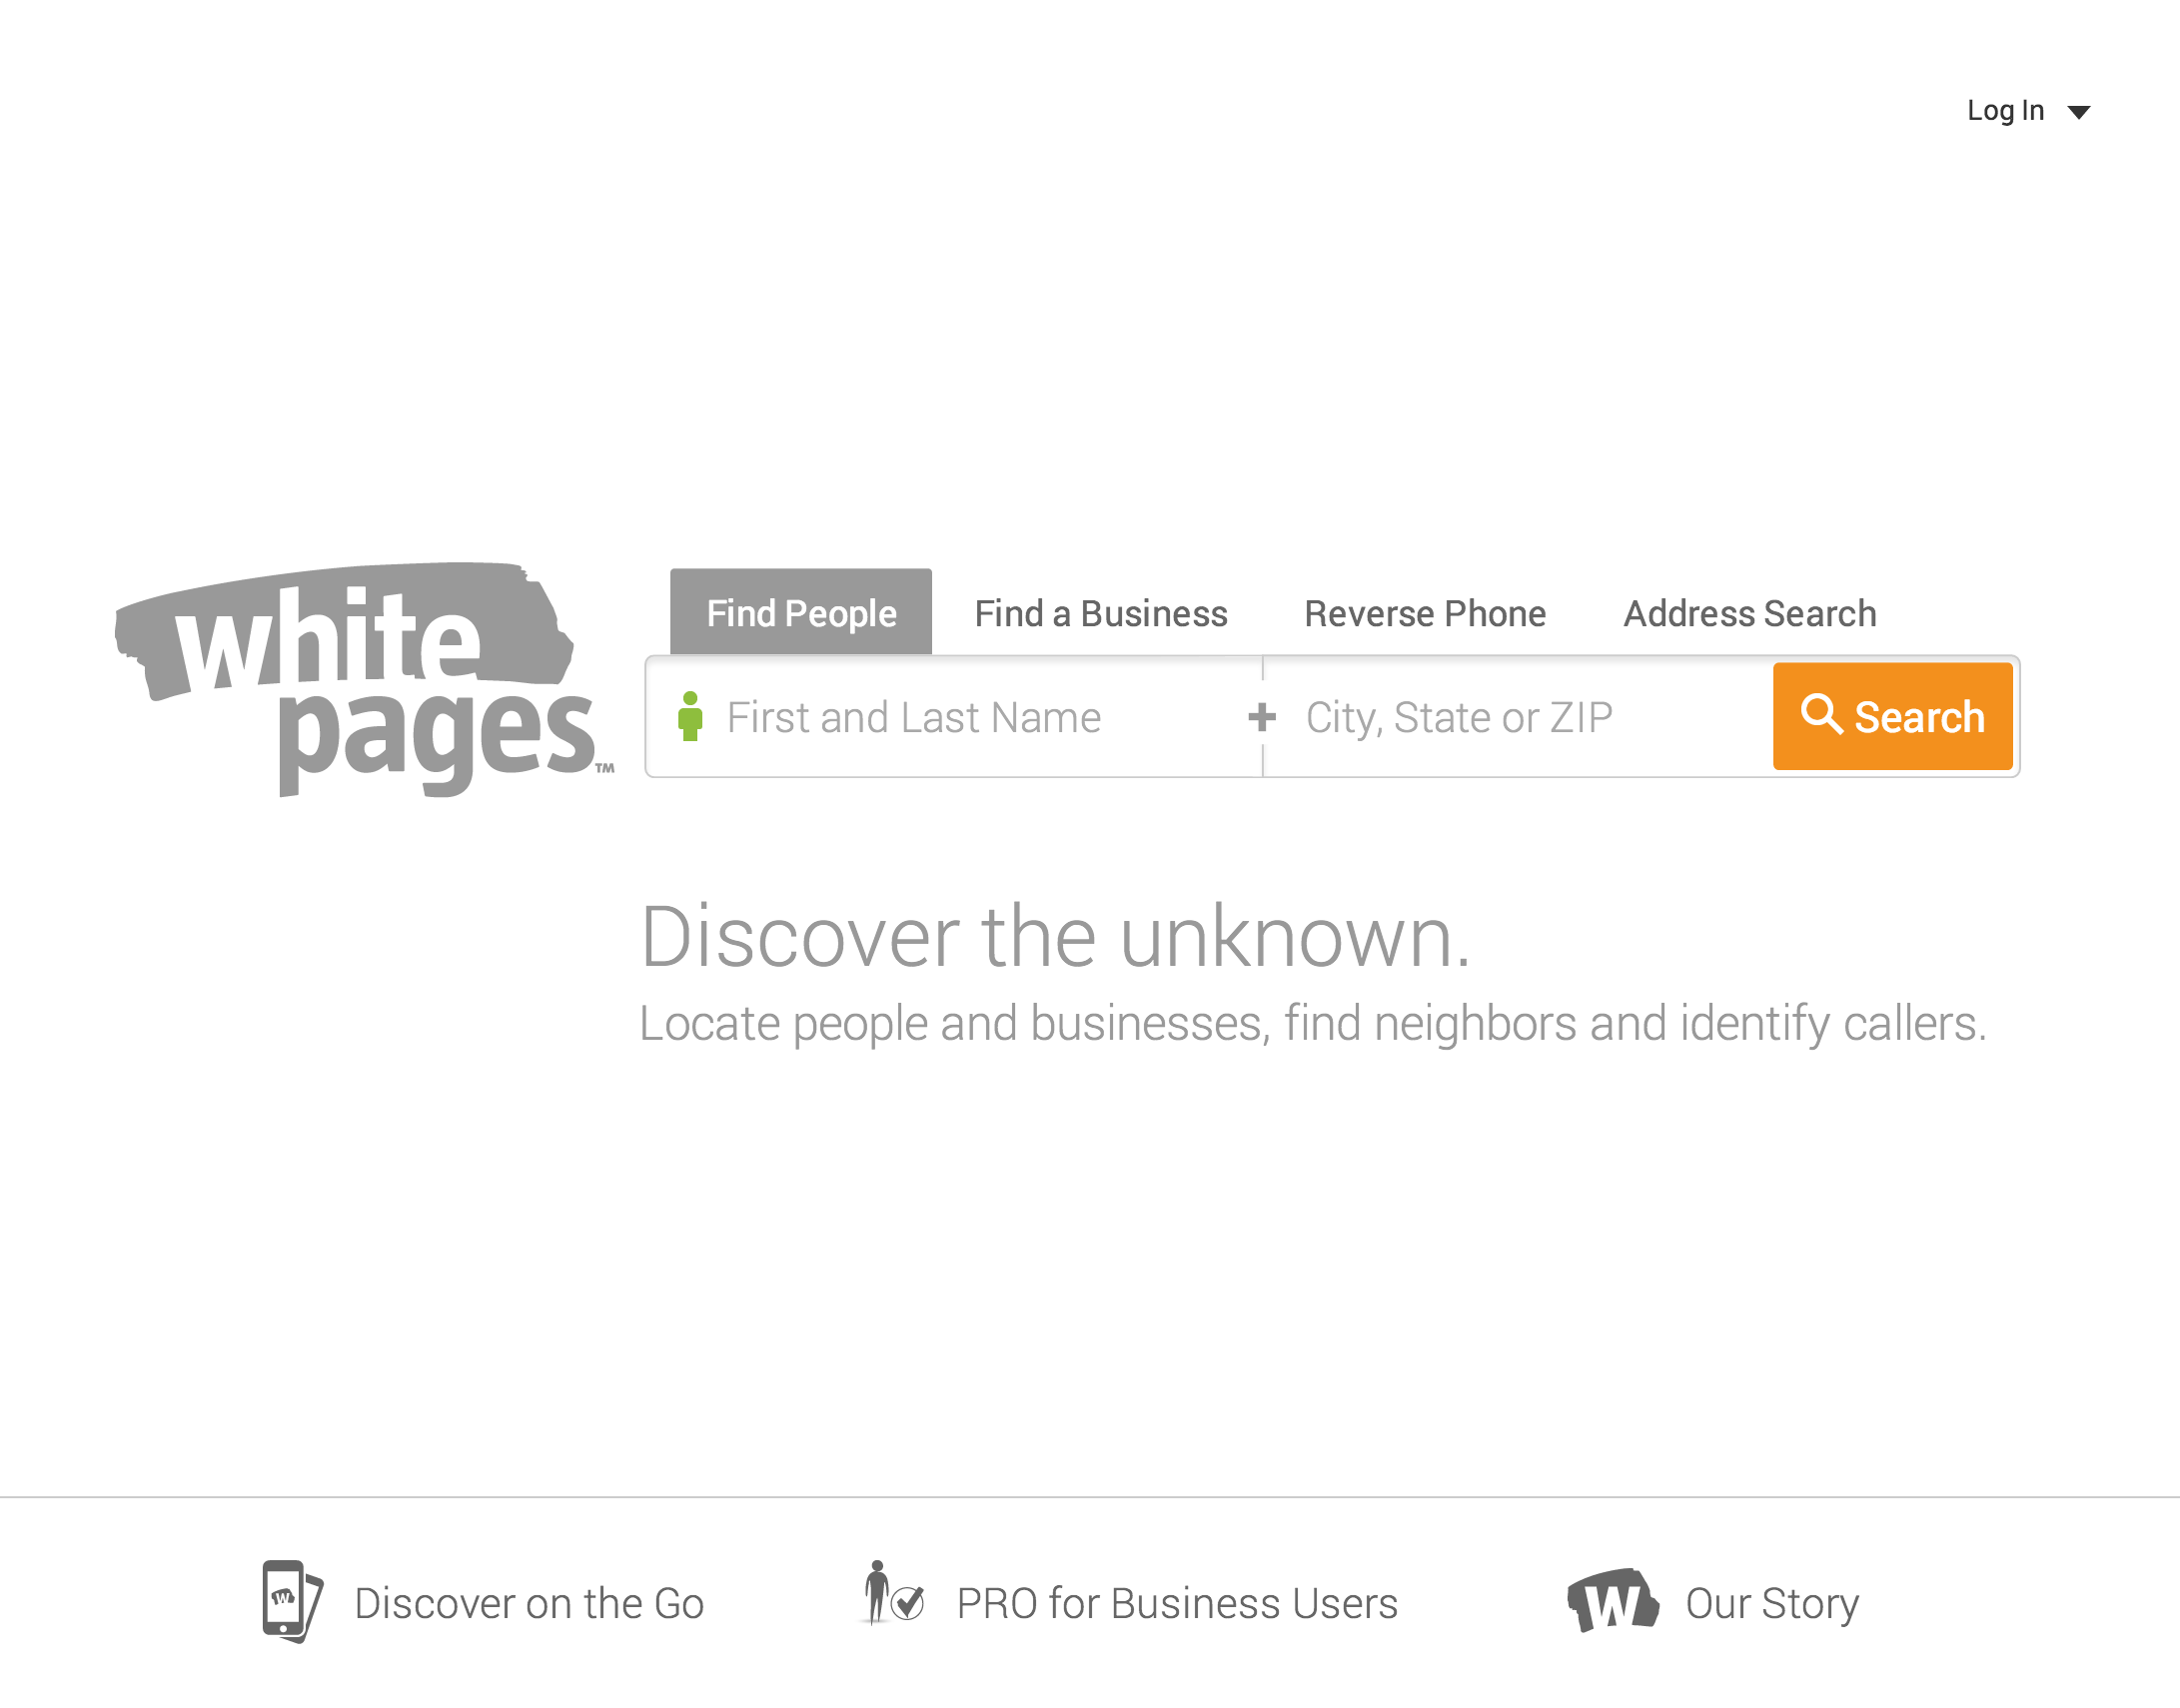 Log In
white
pages™
Find People Find a Business Reverse Phone Address Search
First and Last Name + City, State or ZIP Search
Discover the unknown.
Locate people and businesses, find neighbors and identify callers.
W Discover on the Go PRO for Business Users W Our Story